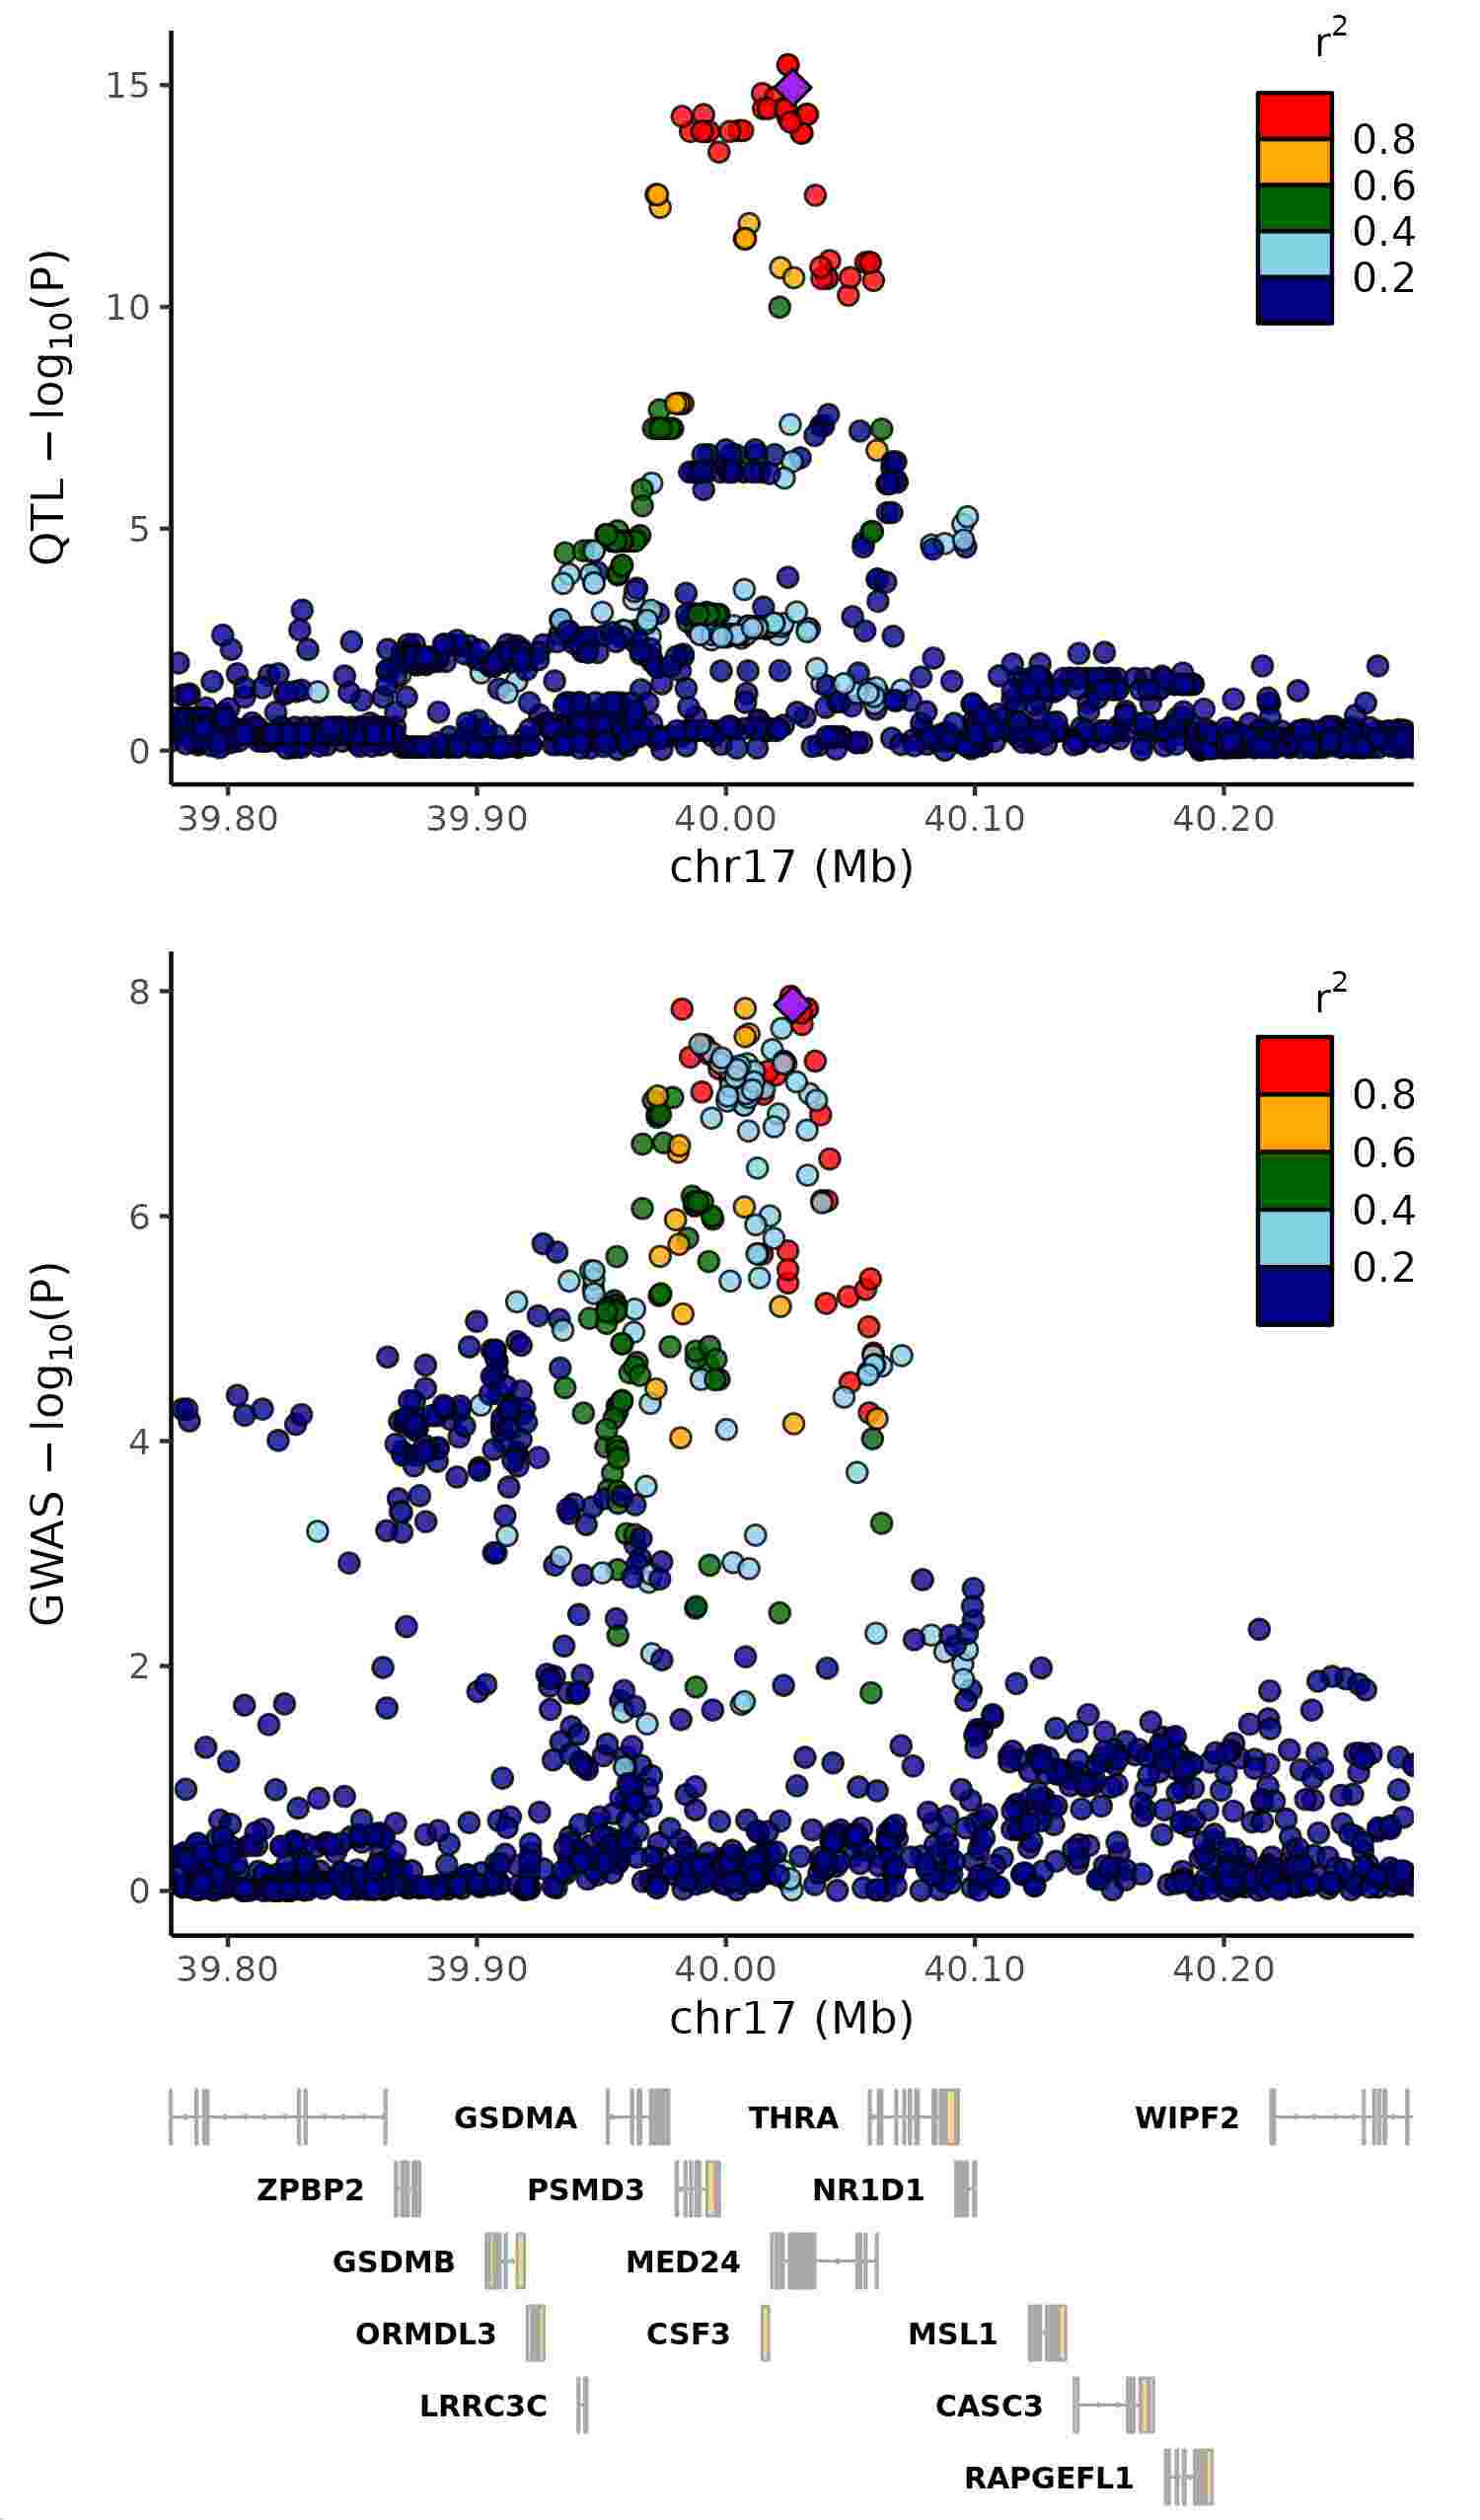 r²
15
10
5
0
QTL − log₁₀(P)
0.8
0.6
0.4
0.2
39.80 39.90 40.00 40.10 40.20
chr17 (Mb)
r²
8
6
4
2
0
GWAS − log₁₀(P)
0.8
0.6
0.4
0.2
39.80 39.90 40.00 40.10 40.20
chr17 (Mb)
GSDMA THRA WIPF2
ZPBP2 PSMD3 NR1D1
GSDMB MED24
ORMDL3 CSF3 MSL1
LRRC3C CASC3
RAPGEFL1